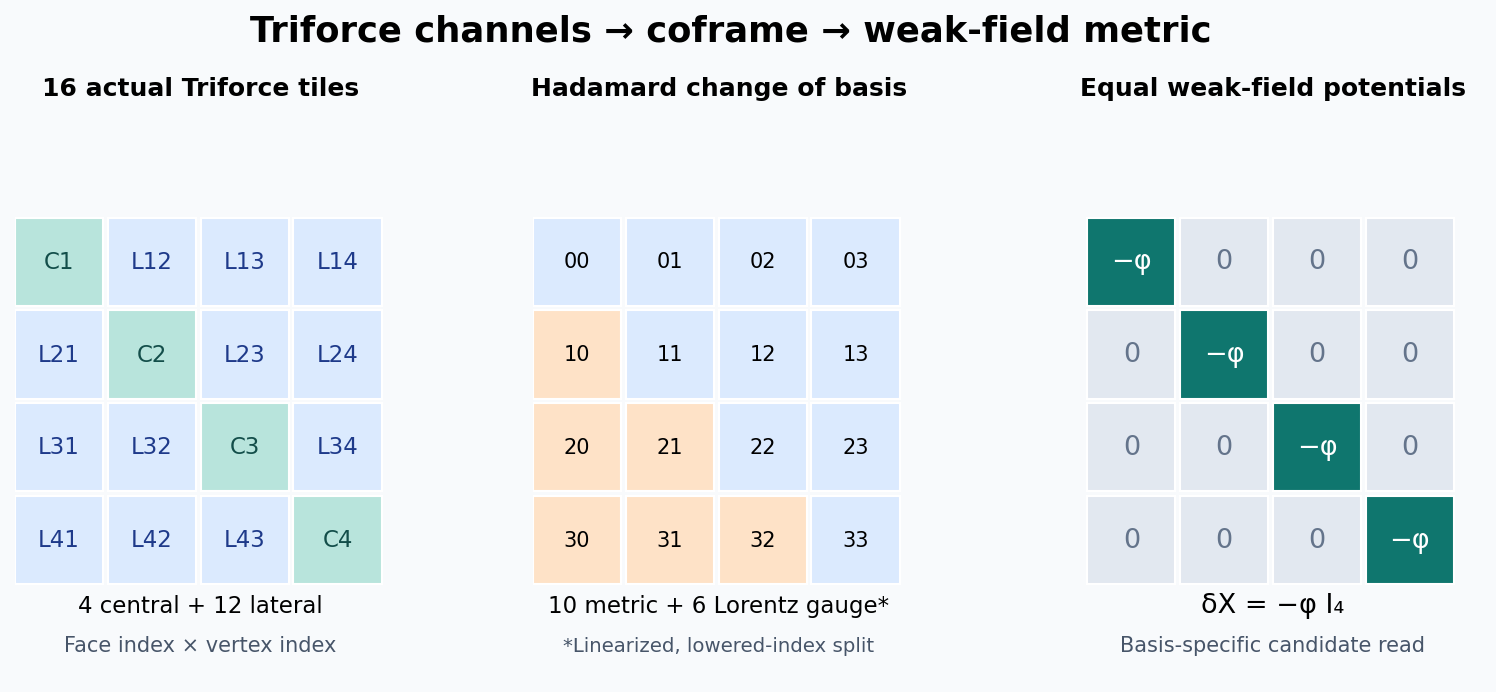 Triforce channels → coframe → weak-field metric
16 actual Triforce tiles
C1 L12 L13 L14
L21 C2 L23 L24
L31 L32 C3 L34
L41 L42 L43 C4
4 central + 12 lateral
Face index × vertex index
Hadamard change of basis
00 01 02 03
10 11 12 13
20 21 22 23
30 31 32 33
10 metric + 6 Lorentz gauge*
*Linearized, lowered-index split
Equal weak-field potentials
−φ 0 0 0
0 −φ 0 0
0 0 −φ 0
0 0 0 −φ
δX = −φ I₄
Basis-specific candidate read